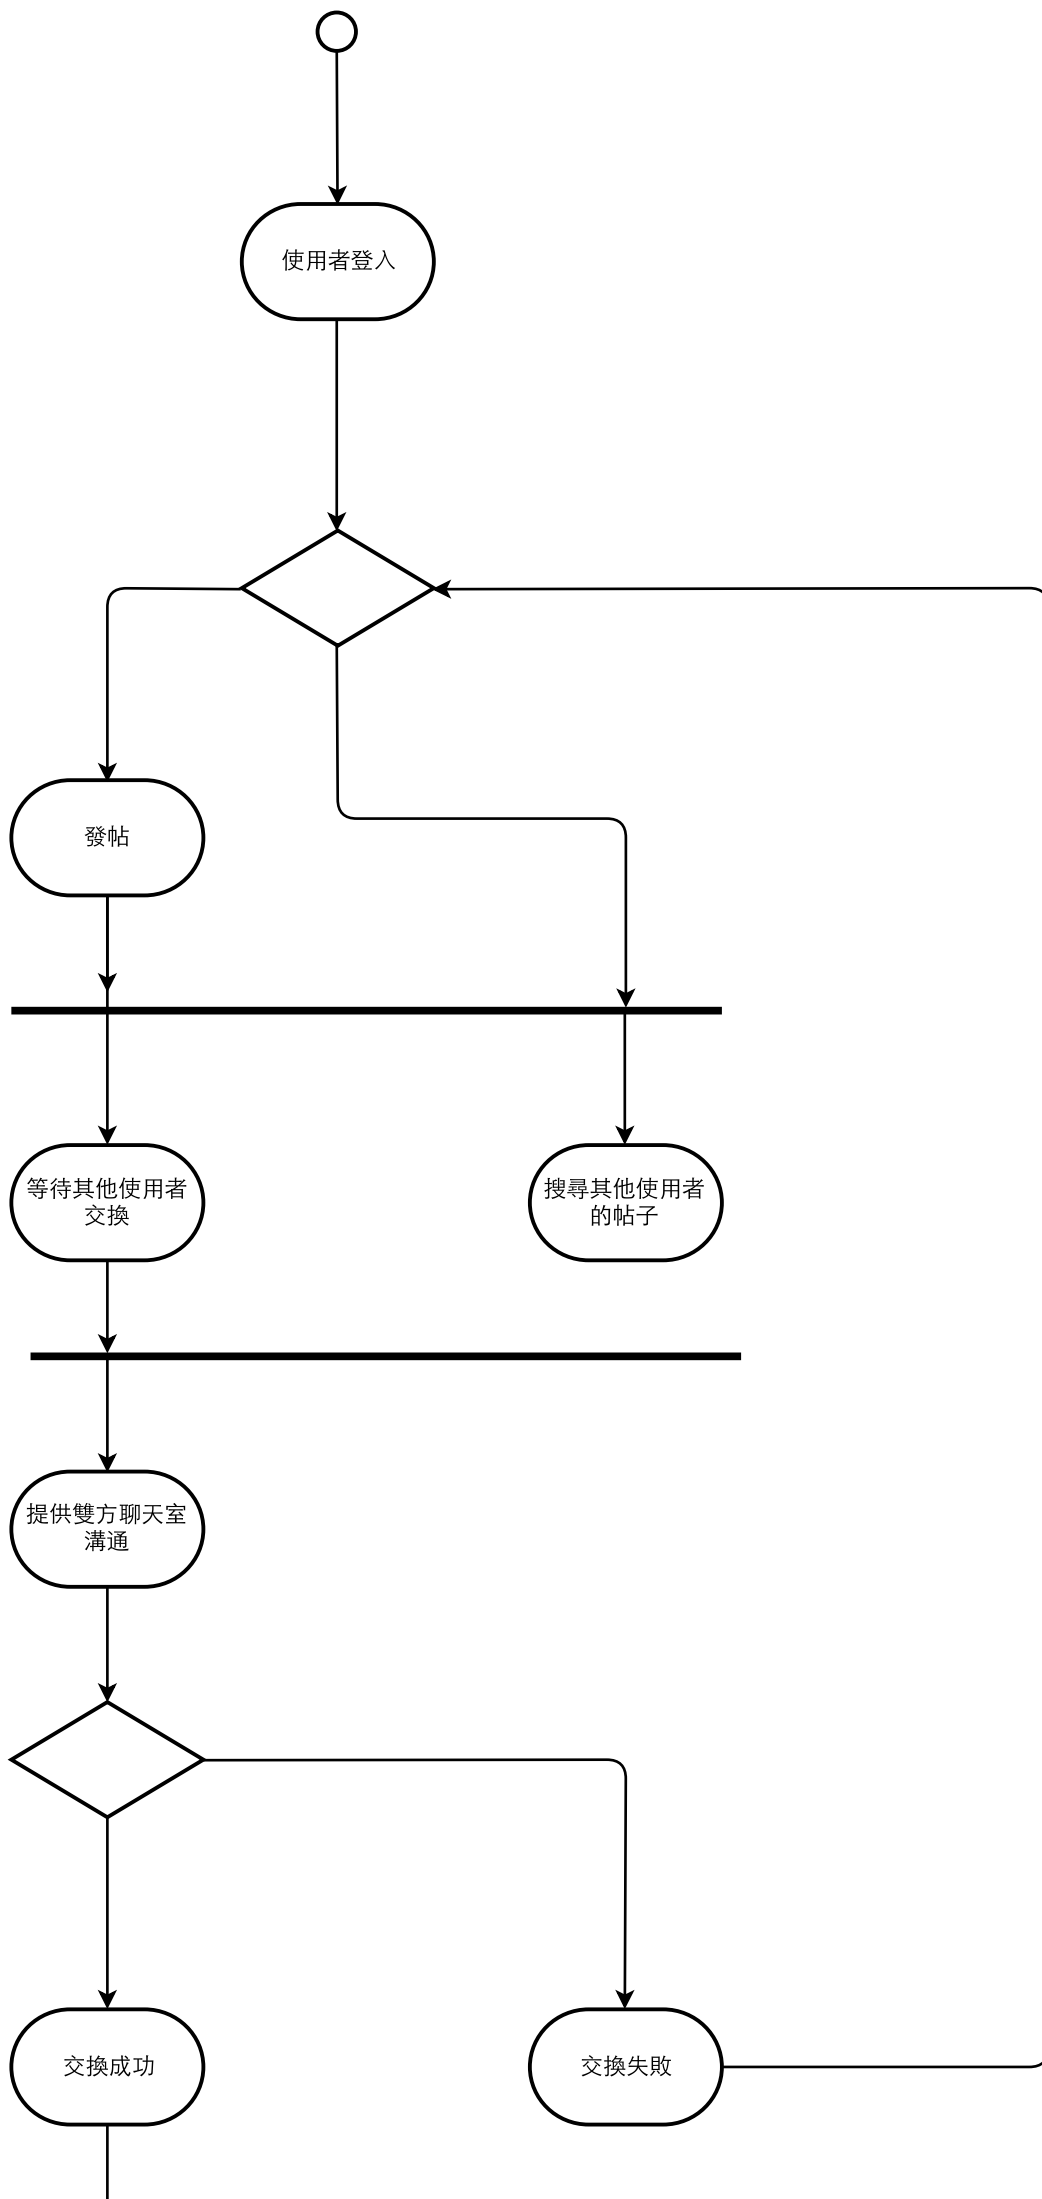 使用者登入
發帖
等待其他使用者
交換
搜尋其他使用者
的帖子
提供雙方聊天室
溝通
交換成功
交換失敗